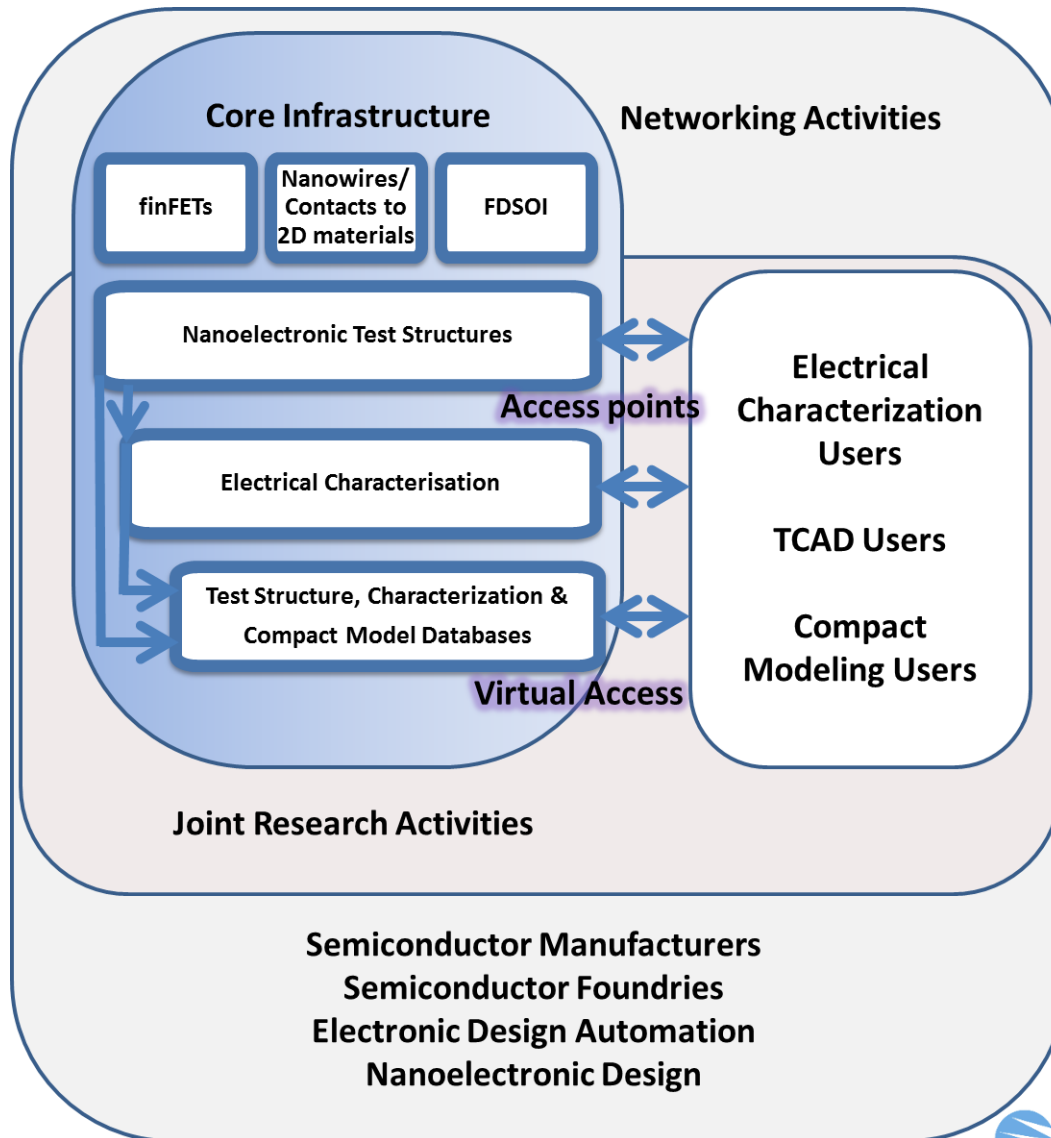 Core Infrastructure
Networking Activities
finFETs
Nanowires/
Contacts to
2D materials
FDSOI
Nanoelectronic Test Structures
Access points
Electrical Characterisation
Test Structure, Characterization &
Compact Model Databases
Virtual Access
Electrical
Characterization
Users
TCAD Users
Compact
Modeling Users
Joint Research Activities
Semiconductor Manufacturers
Semiconductor Foundries
Electronic Design Automation
Nanoelectronic Design